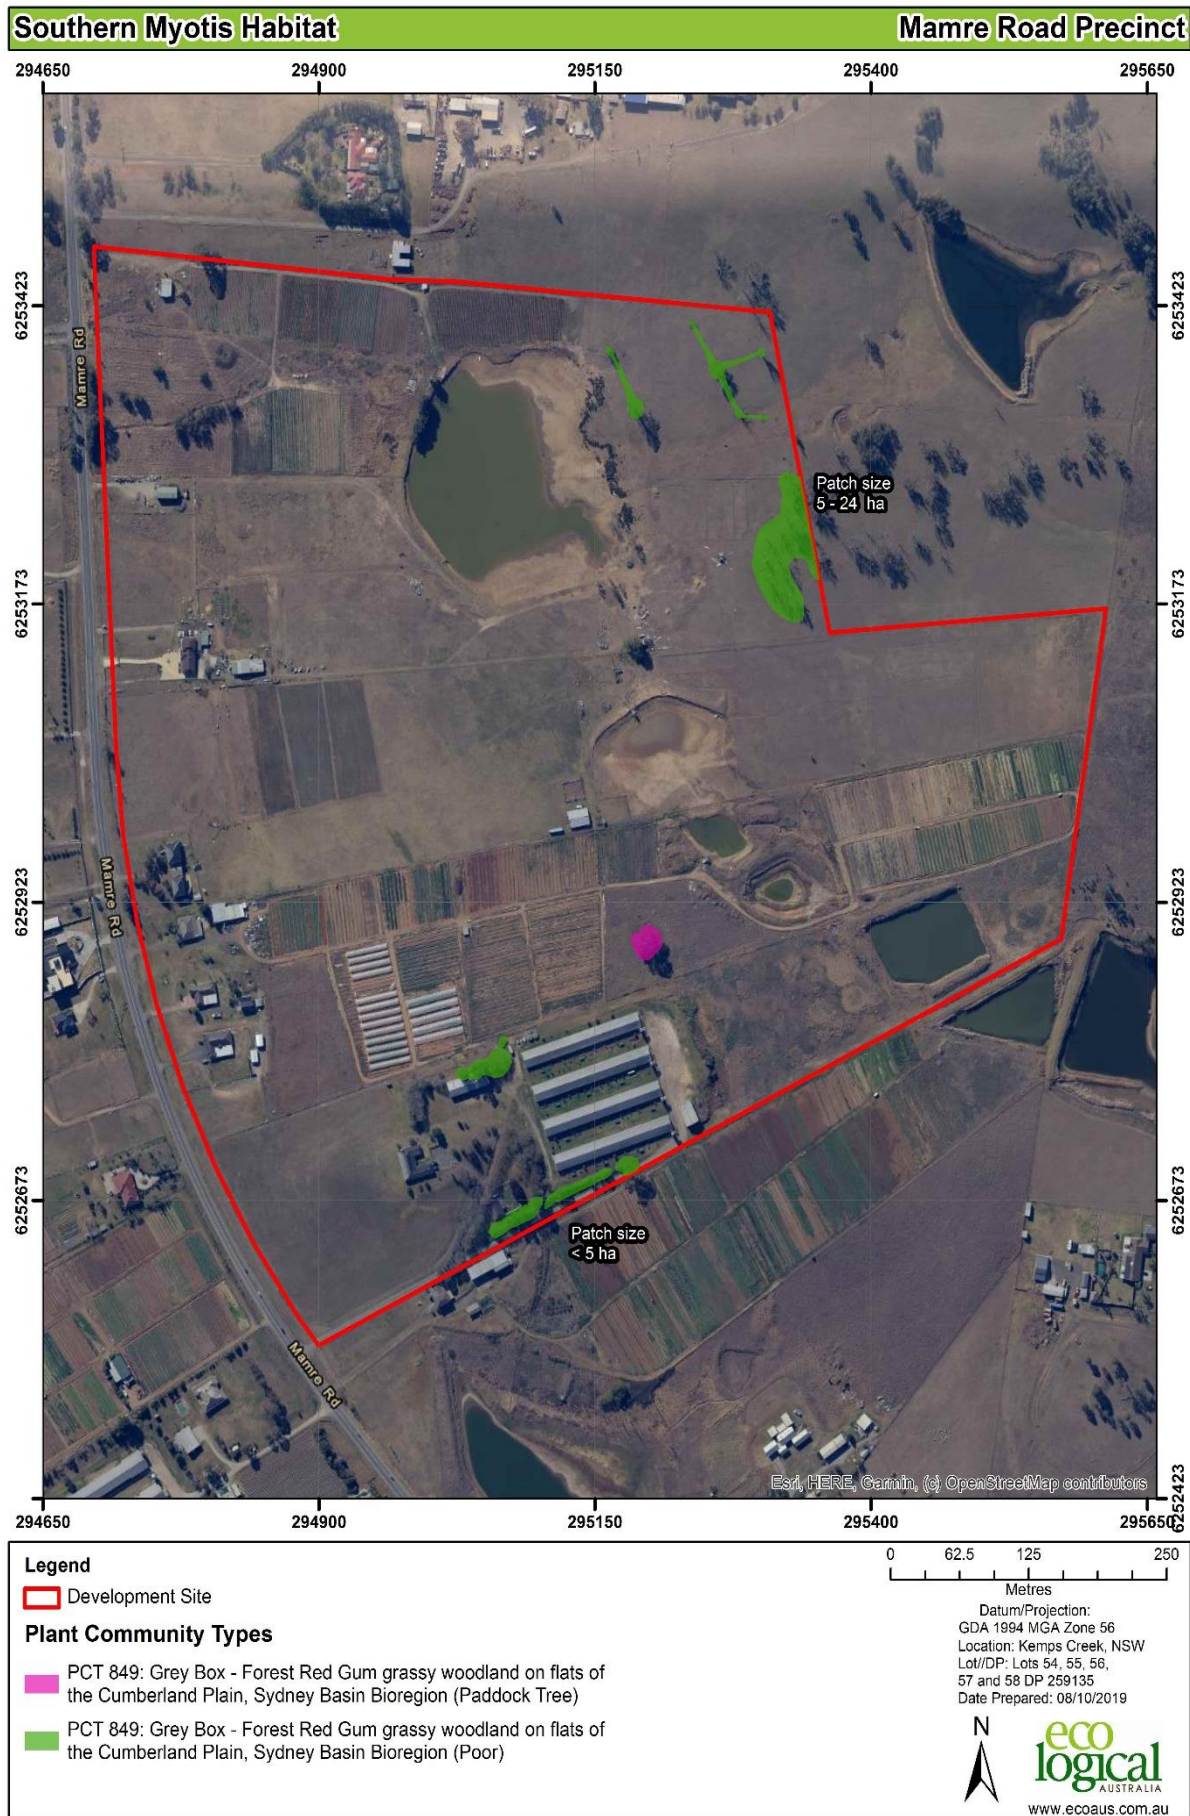 Southern Myotis Habitat
Mamre Road Precinct
294650 294900 295150 295400 295650
6253423 6253423
Mamre Rd
Patch size
5 - 24 ha
6253173 6253173
Mamre Rd
6252923 6252923
6252673 6252673
Patch size
< 5 ha
Mamre Rd
Esri, HERE, Garmin, (c) OpenStreetMap contributors
6252423
294650 294900 295150 295400 295650
Legend
Development Site
Plant Community Types
PCT 849: Grey Box - Forest Red Gum grassy woodland on flats of
the Cumberland Plain, Sydney Basin Bioregion (Paddock Tree)
PCT 849: Grey Box - Forest Red Gum grassy woodland on flats of
the Cumberland Plain, Sydney Basin Bioregion (Poor)
0 62.5 125 250
Metres
Datum/Projection:
GDA 1994 MGA Zone 56
Location: Kemps Creek, NSW
Lot//DP: Lots 54, 55, 56,
57 and 58 DP 259135
Date Prepared: 08/10/2019
N
eco
logical
AUSTRALIA
www.ecoaus.com.au